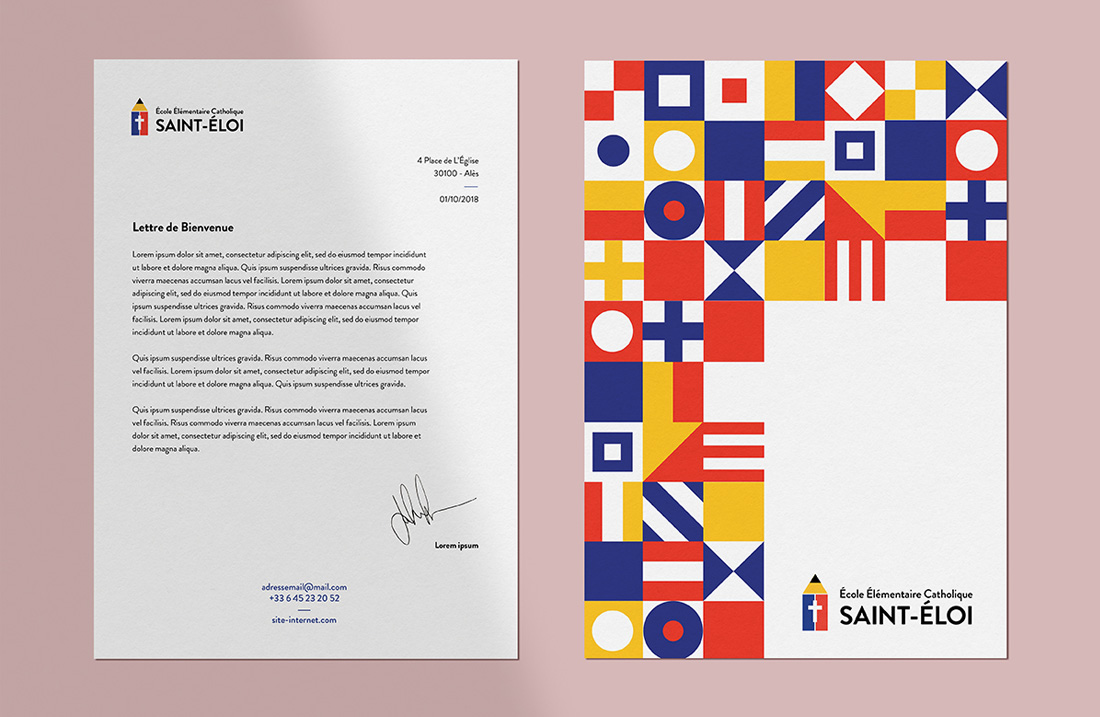 École Élémentaire Catholique
SAINT-ÉLOI
4 Place de L'Église
30100 - Alès
01/10/2018
Lettre de Bienvenue
Lorem ipsum dolor sit amet, consectetur adipiscing elit, sed do eiusmod tempor incididunt
ut labore et dolore magna aliqua. Quis ipsum suspendisse ultrices gravida. Risus commodo
viverra maecenas accumsan lacus vel facilisis. Lorem ipsum dolor sit amet, consectetur
adipiscing elit, sed do eiusmod tempor incididunt ut labore et dolore magna aliqua. Quis
ipsum suspendisse ultrices gravida. Risus commodo viverra maecenas accumsan lacus vel
facilisis. Lorem ipsum dolor sit amet, consectetur adipiscing elit, sed do eiusmod tempor
incididunt ut labore et dolore magna aliqua.
Quis ipsum suspendisse ultrices gravida. Risus commodo viverra maecenas accumsan lacus
vel facilisis. Lorem ipsum dolor sit amet, consectetur adipiscing elit, sed do eiusmod tempor
incididunt ut labore et dolore magna aliqua. Quis ipsum suspendisse ultrices gravida.
Quis ipsum suspendisse ultrices gravida. Risus commodo viverra maecenas accumsan lacus
vel facilisis. Lorem ipsum dolor sit amet, consectetur adipiscing elit. Lorem ipsum
dolor sit amet, consectetur adipiscing elit, sed do eiusmod tempor incididunt ut labore et
dolore magna aliqua.
Lorem ipsum
adressemail@mail.com
+33 6 45 23 20 52
site-internet.com
École Élémentaire Catholique
SAINT-ÉLOI